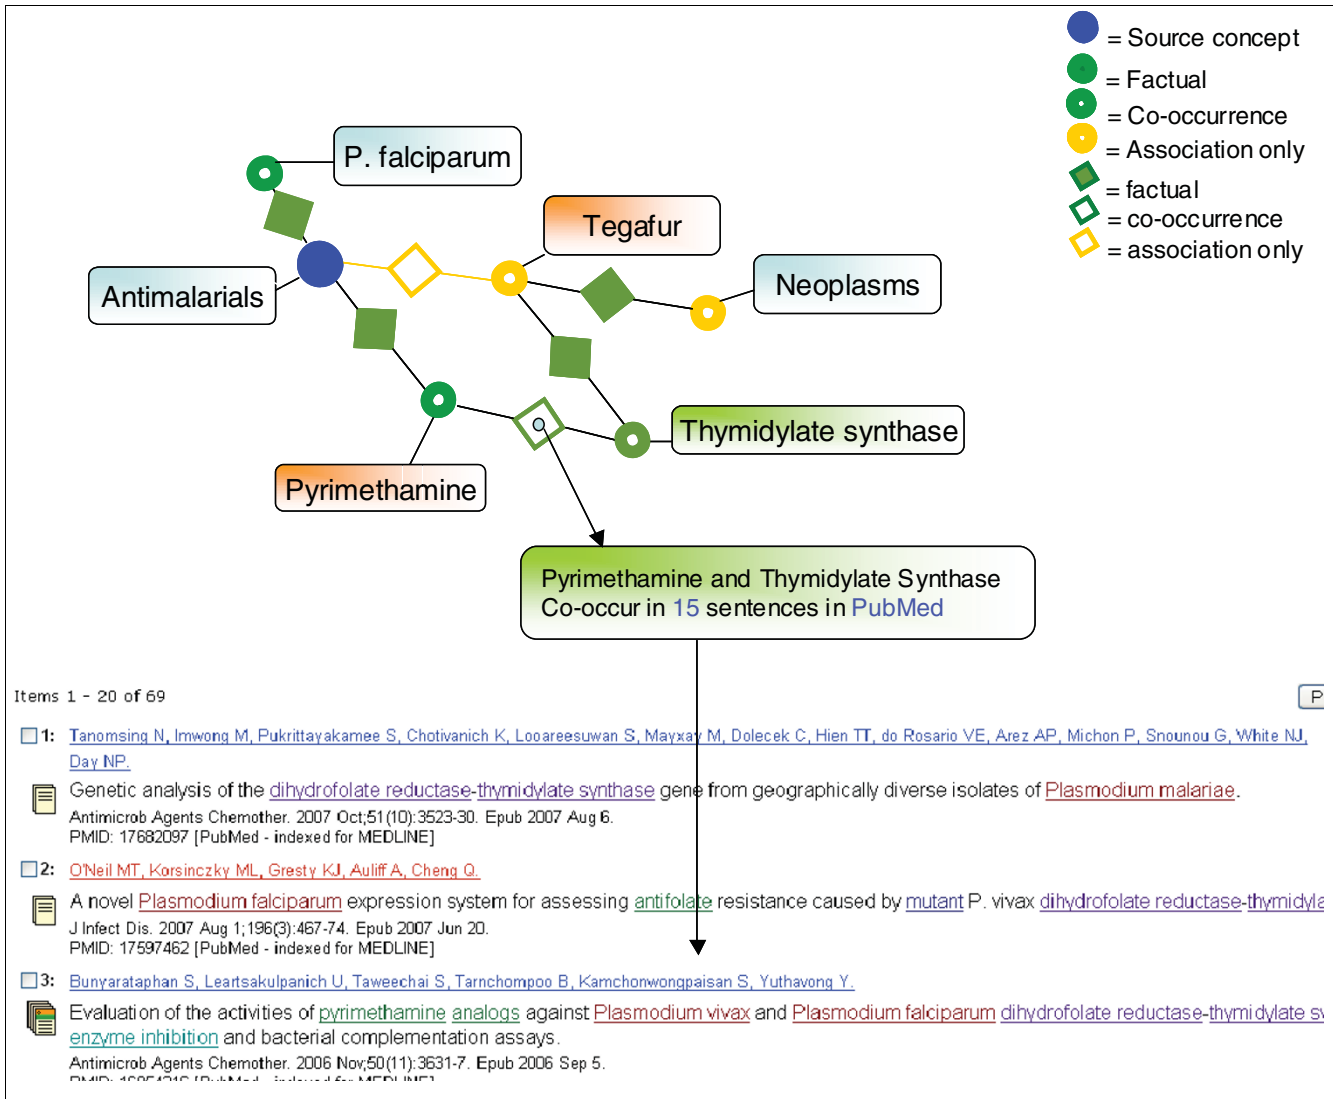 = Source concept
= Factual
= Co-occurrence
= Association only
= factual
= co-occurrence
= association only
P. falciparum
Tegafur
Antimalarials
Neoplasms
Thymidylate synthase
Pyrimethamine
Pyrimethamine and Thymidylate Synthase
Co-occur in 15 sentences in PubMed
Items 1 - 20 of 69
P
1: Tanomsing N, Imwong M, Pukrittayakamee S, Chotivanich K, Looareesuwan S, Mayxay M, Dolecek C, Hien TT, do Rosario VE, Arez AP, Michon P, Snounou G, White NJ,
Day NP.
Genetic analysis of the dihydrofolate reductase-thymidylate synthase gene from geographically diverse isolates of Plasmodium malariae.
Antimicrob Agents Chemother. 2007 Oct;51(10):3523-30. Epub 2007 Aug 6.
PMID: 17682097 [PubMed - indexed for MEDLINE]
2: O'Neil MT, Korsinczky ML, Gresty KJ, Auliff A, Cheng Q.
A novel Plasmodium falciparum expression system for assessing antifolate resistance caused by mutant P. vivax dihydrofolate reductase-thymidyla
J Infect Dis. 2007 Aug 1;196(3):467-74. Epub 2007 Jun 20.
PMID: 17597462 [PubMed - indexed for MEDLINE]
3: Bunyarataphan S, Leartsakulpanich U, Taweechai S, Tarnchompoo B, Kamchonwongpaisan S, Yuthavong Y.
Evaluation of the activities of pyrimethamine analogs against Plasmodium vivax and Plasmodium falciparum dihydrofolate reductase-thymidylate sy
enzyme inhibition and bacterial complementation assays.
Antimicrob Agents Chemother. 2006 Nov;50(11):3631-7. Epub 2006 Sep 5.